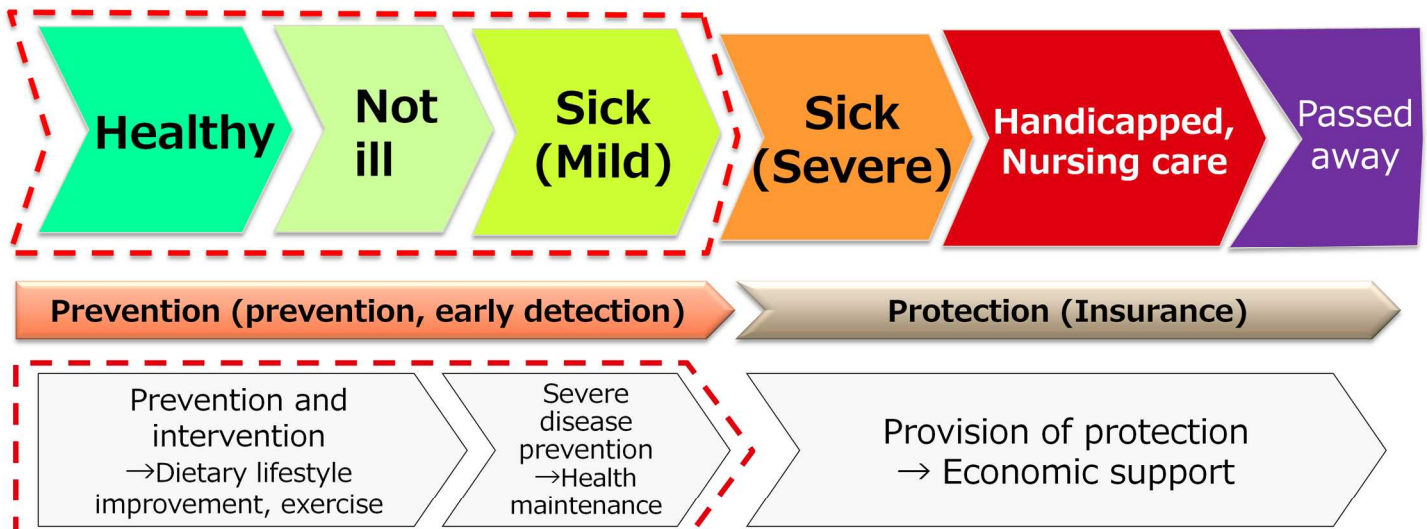 Healthy
Not
ill
Sick
(Mild)
Sick
(Severe)
Handicapped,
Nursing care
Passed
away
Prevention (prevention, early detection)
Protection (Insurance)
Prevention and
intervention
→Dietary lifestyle
improvement, exercise
Severe
disease
prevention
→Health
maintenance
Provision of protection
→ Economic support